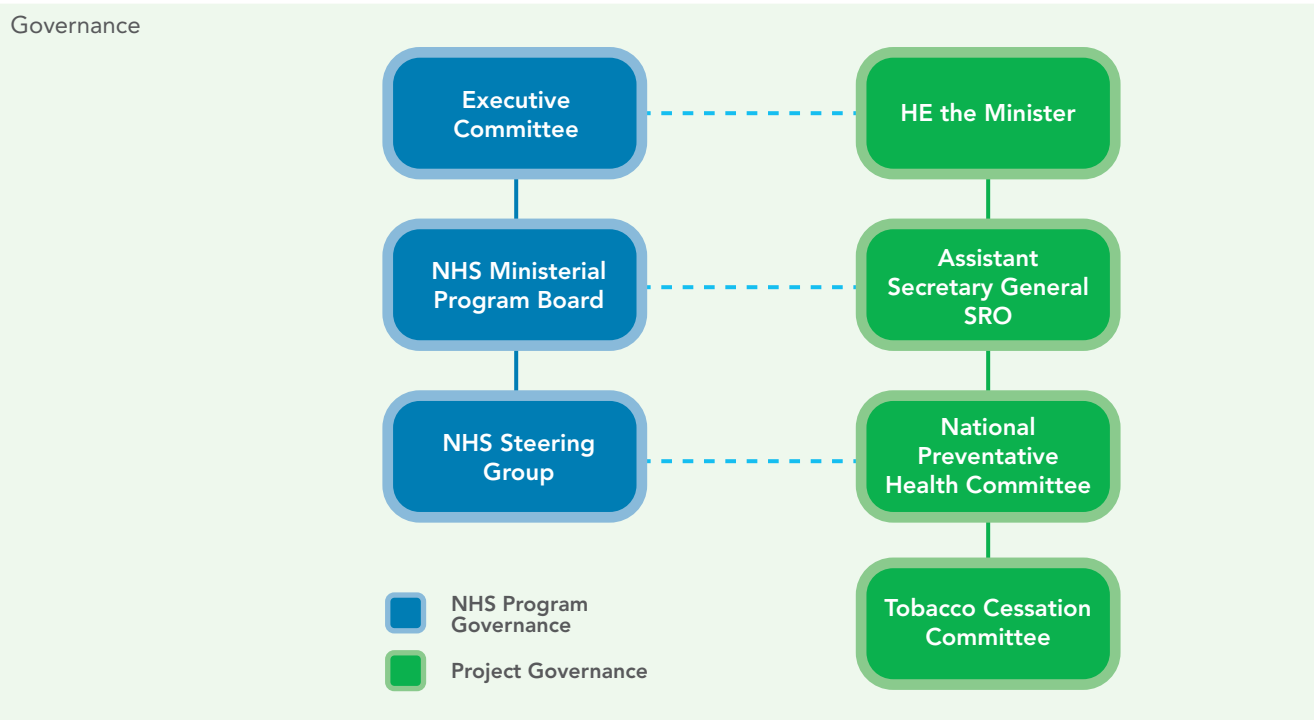 Governance
Executive
Committee
HE the Minister
NHS Ministerial
Program Board
Assistant
Secretary General
SRO
NHS Steering
Group
National
Preventative
Health Committee
Tobacco Cessation
Committee
NHS Program
Governance
Project Governance